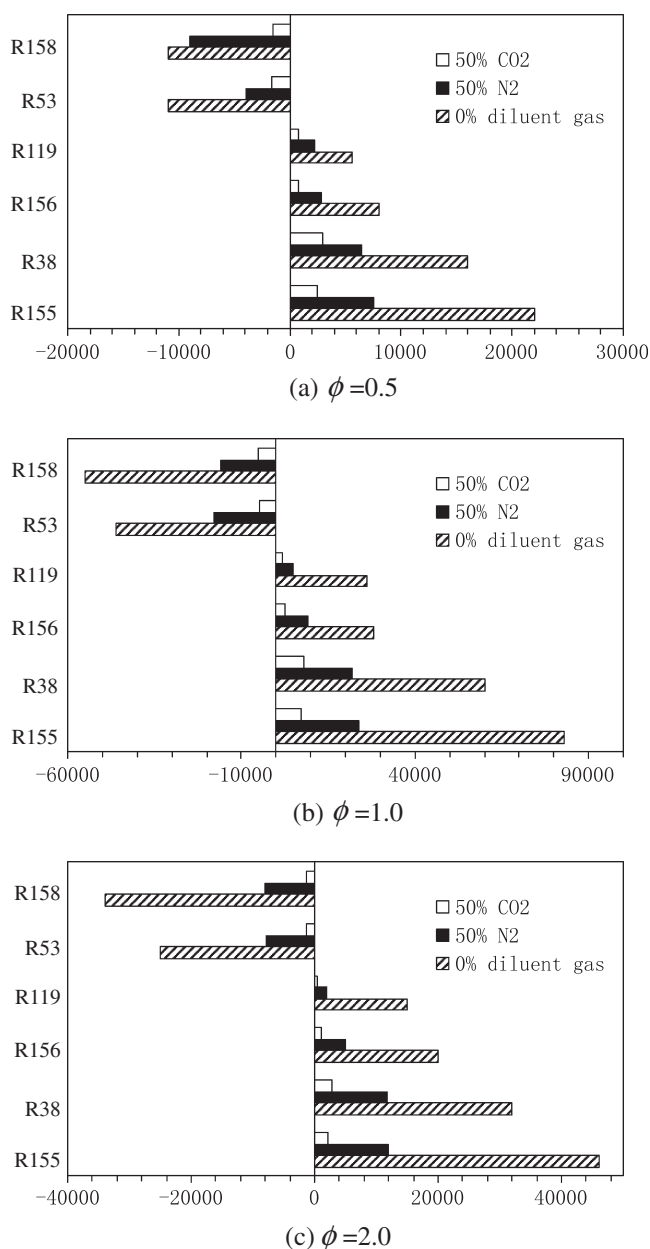 R158
R53
R119
R156
R38
R155
50% CO2
50% N2
0% diluent gas
-20000 -10000 0 10000 20000 30000
(a) ϕ =0.5
R158
R53
R119
R156
R38
R155
50% CO2
50% N2
0% diluent gas
-60000 -10000 40000 90000
(b) ϕ =1.0
R158
R53
R119
R156
R38
R155
50% CO2
50% N2
0% diluent gas
-40000 -20000 0 20000 40000
(c) ϕ =2.0